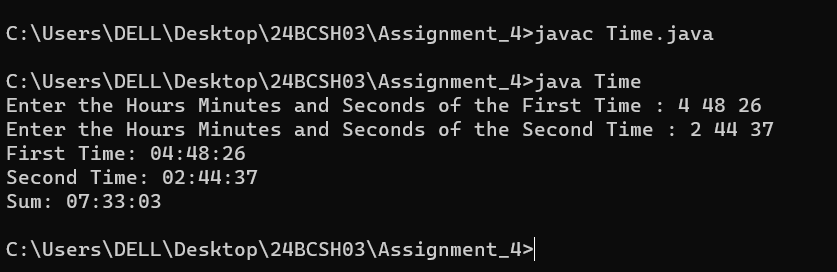 C:\Users\DELL\Desktop\24BCSH03\Assignment_4>javac Time.java
C:\Users\DELL\Desktop\24BCSH03\Assignment_4>java Time
Enter the Hours Minutes and Seconds of the First Time : 4 48 26
Enter the Hours Minutes and Seconds of the Second Time : 2 44 37
First Time: 04:48:26
Second Time: 02:44:37
Sum: 07:33:03
C:\Users\DELL\Desktop\24BCSH03\Assignment_4>